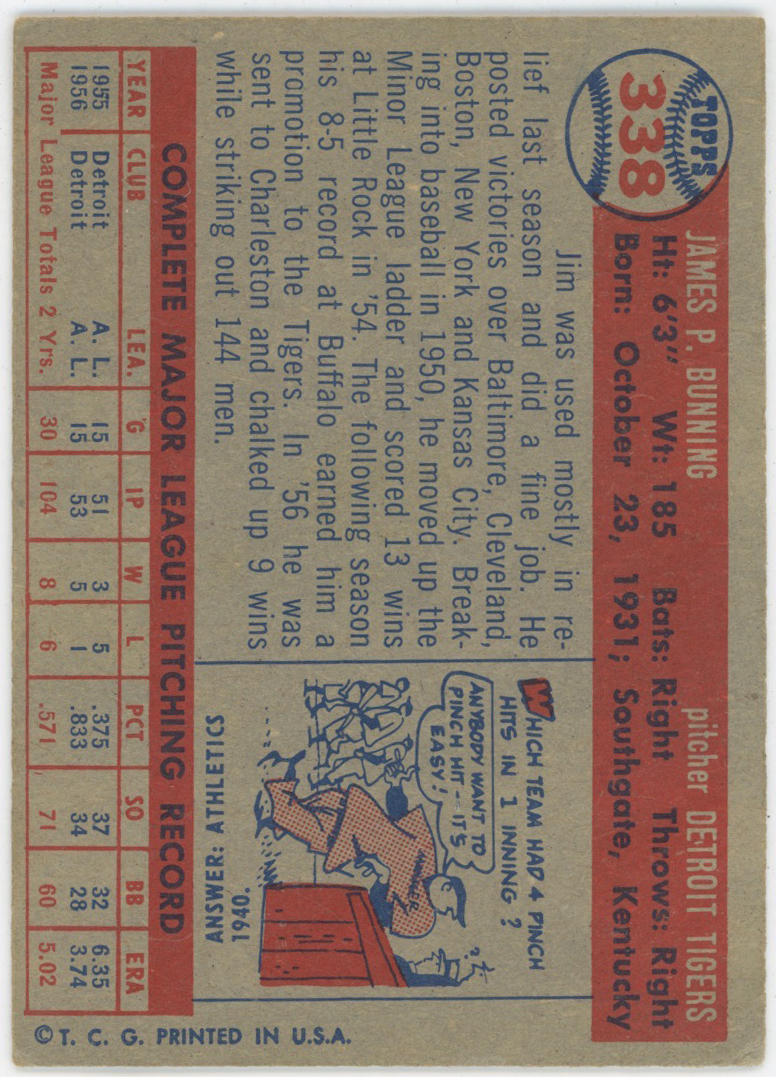 TOPPS
338
JAMES P. BUNNING pitcher DETROIT TIGERS
Ht: 6'3" Wt: 185 Bats: Right Throws: Right
Born: October 23, 1931; Southgate, Kentucky
Jim was used mostly in re-
lief last season and did a fine job. He
posted victories over Baltimore, Cleveland,
Boston, New York and Kansas City. Break-
ing into baseball in 1950, he moved up the
Minor League ladder and scored 13 wins
at Little Rock in '54. The following season
his 8-5 record at Buffalo earned him a
promotion to the Tigers. In '56 he was
sent to Charleston and chalked up 9 wins
while striking out 144 men.
WHICH TEAM HAD 4 PINCH
HITS IN 1 INNING ?
ANYBODY WANT TO
PINCH HIT -- IT'S
EASY!
MANAGER
?
ANSWER: ATHLETICS
1940.
COMPLETE MAJOR LEAGUE PITCHING RECORD
YEAR CLUB LEA. G IP W L PCT SO BB ERA
1955 Detroit A. L. 15 51 3 5 .375 37 32 6.35
1956 Detroit A. L. 15 53 5 1 .833 34 28 3.74
Major League Totals 2 Yrs. 30 104 8 6 .571 71 60 5.02
© T. C. G. PRINTED IN U.S.A.